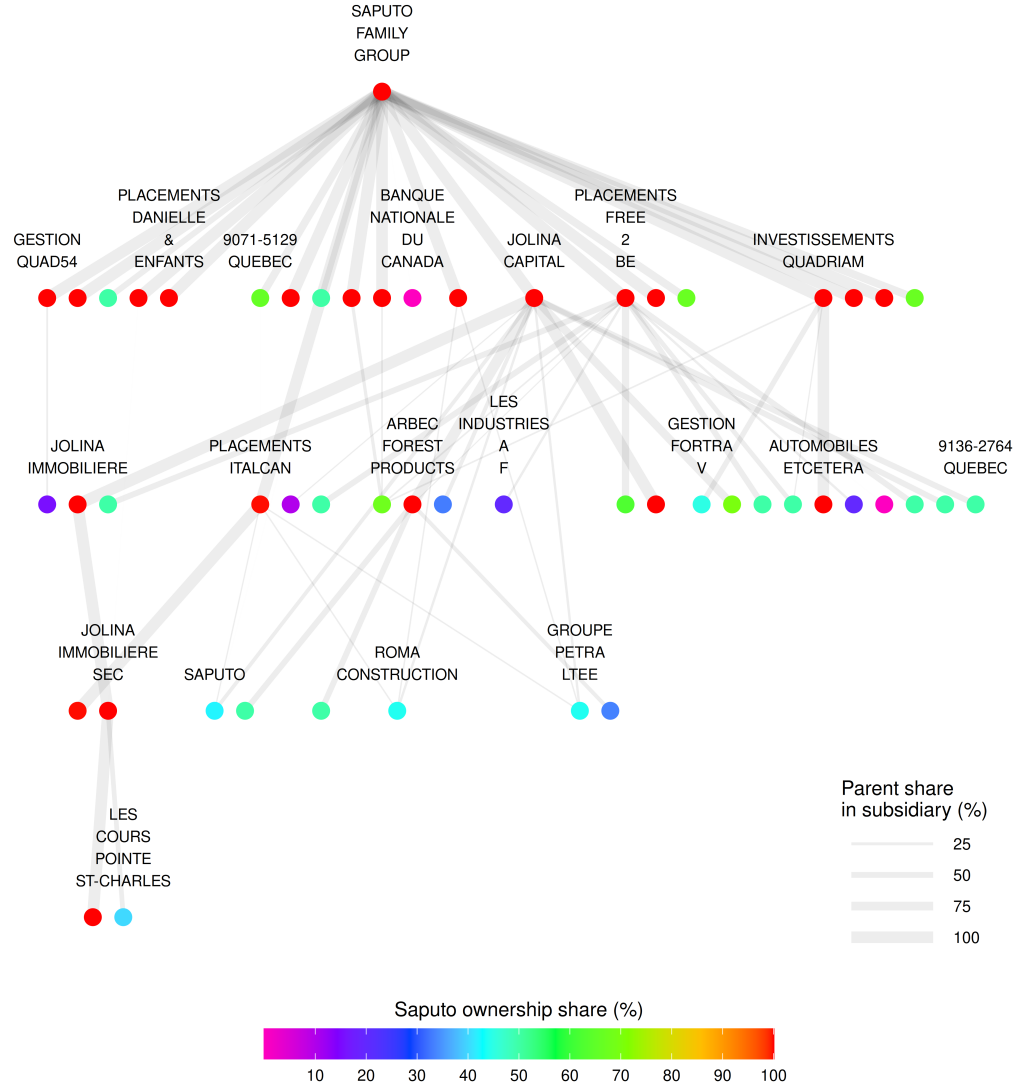 SAPUTO
FAMILY
GROUP
GESTION
QUAD54
PLACEMENTS
DANIELLE
&
ENFANTS
9071-5129
QUEBEC
BANQUE
NATIONALE
DU
CANADA
JOLINA
CAPITAL
PLACEMENTS
FREE
2
BE
INVESTISSEMENTS
QUADRIAM
JOLINA
IMMOBILIERE
PLACEMENTS
ITALCAN
ARBEC
FOREST
PRODUCTS
LES
INDUSTRIES
A
F
GESTION
FORTRA
V
AUTOMOBILES
ETCETERA
9136-2764
QUEBEC
JOLINA
IMMOBILIERE
SEC
SAPUTO
ROMA
CONSTRUCTION
GROUPE
PETRA
LTEE
LES
COURS
POINTE
ST-CHARLES
Parent share
in subsidiary (%)
25
50
75
100
Saputo ownership share (%)
10 20 30 40 50 60 70 80 90 100